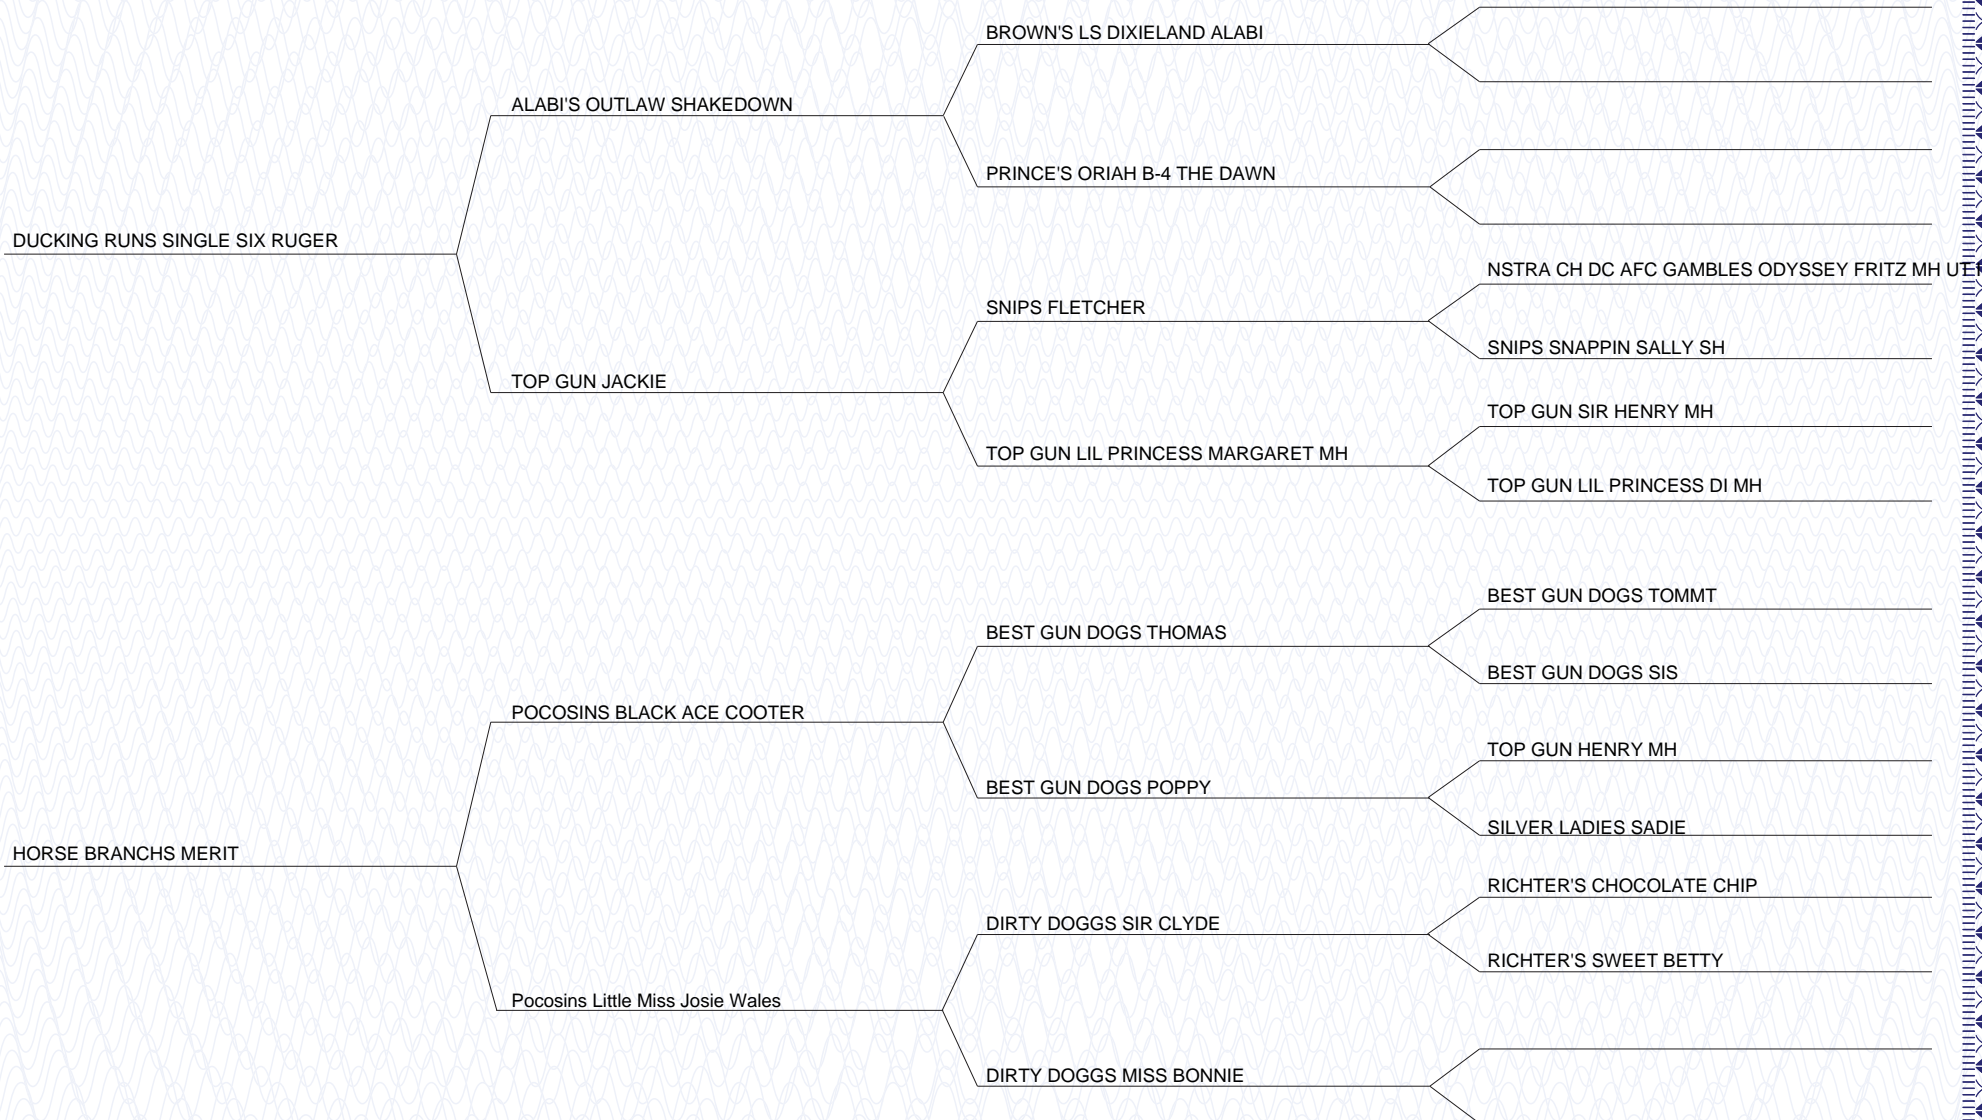 BROWN'S LS DIXIELAND ALABI
ALABI'S OUTLAW SHAKEDOWN
PRINCE'S ORIAH B-4 THE DAWN
DUCKING RUNS SINGLE SIX RUGER
NSTRA CH DC AFC GAMBLES ODYSSEY FRITZ MH UT
SNIPS FLETCHER
SNIPS SNAPPIN SALLY SH
TOP GUN JACKIE
TOP GUN SIR HENRY MH
TOP GUN LIL PRINCESS MARGARET MH
TOP GUN LIL PRINCESS DI MH
BEST GUN DOGS TOMMT
BEST GUN DOGS THOMAS
BEST GUN DOGS SIS
POCOSINS BLACK ACE COOTER
TOP GUN HENRY MH
BEST GUN DOGS POPPY
SILVER LADIES SADIE
HORSE BRANCHS MERIT
RICHTER'S CHOCOLATE CHIP
DIRTY DOGGS SIR CLYDE
RICHTER'S SWEET BETTY
Pocosins Little Miss Josie Wales
DIRTY DOGGS MISS BONNIE